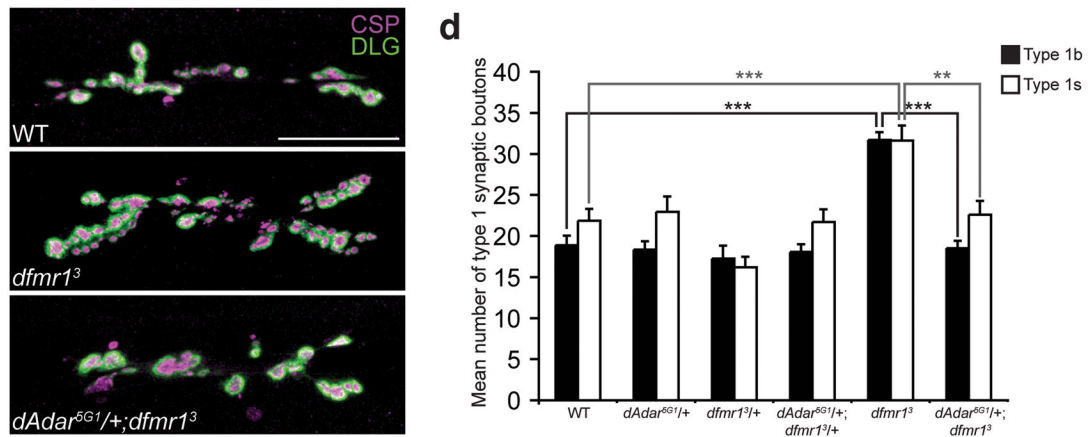 CSP
DLG
WT
dfmr1³
dAdar⁵ᴳ¹/+;dfmr1³
d
Type 1b
Type 1s
Mean number of type 1 synaptic boutons
40
35
30
25
20
15
10
5
0
***
**
***
***
WT
dAdar⁵ᴳ¹/+
dfmr1³/+
dAdar⁵ᴳ¹/+;
dfmr1³/+
dfmr1³
dAdar⁵ᴳ¹/+;
dfmr1³